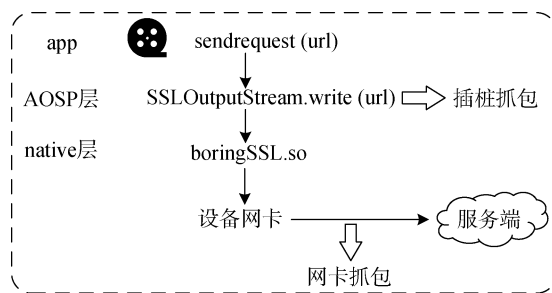 app sendrequest (url)
AOSP层 SSLOutputStream.write (url) 插桩抓包
native层 boringSSL.so
设备网卡 服务端
网卡抓包